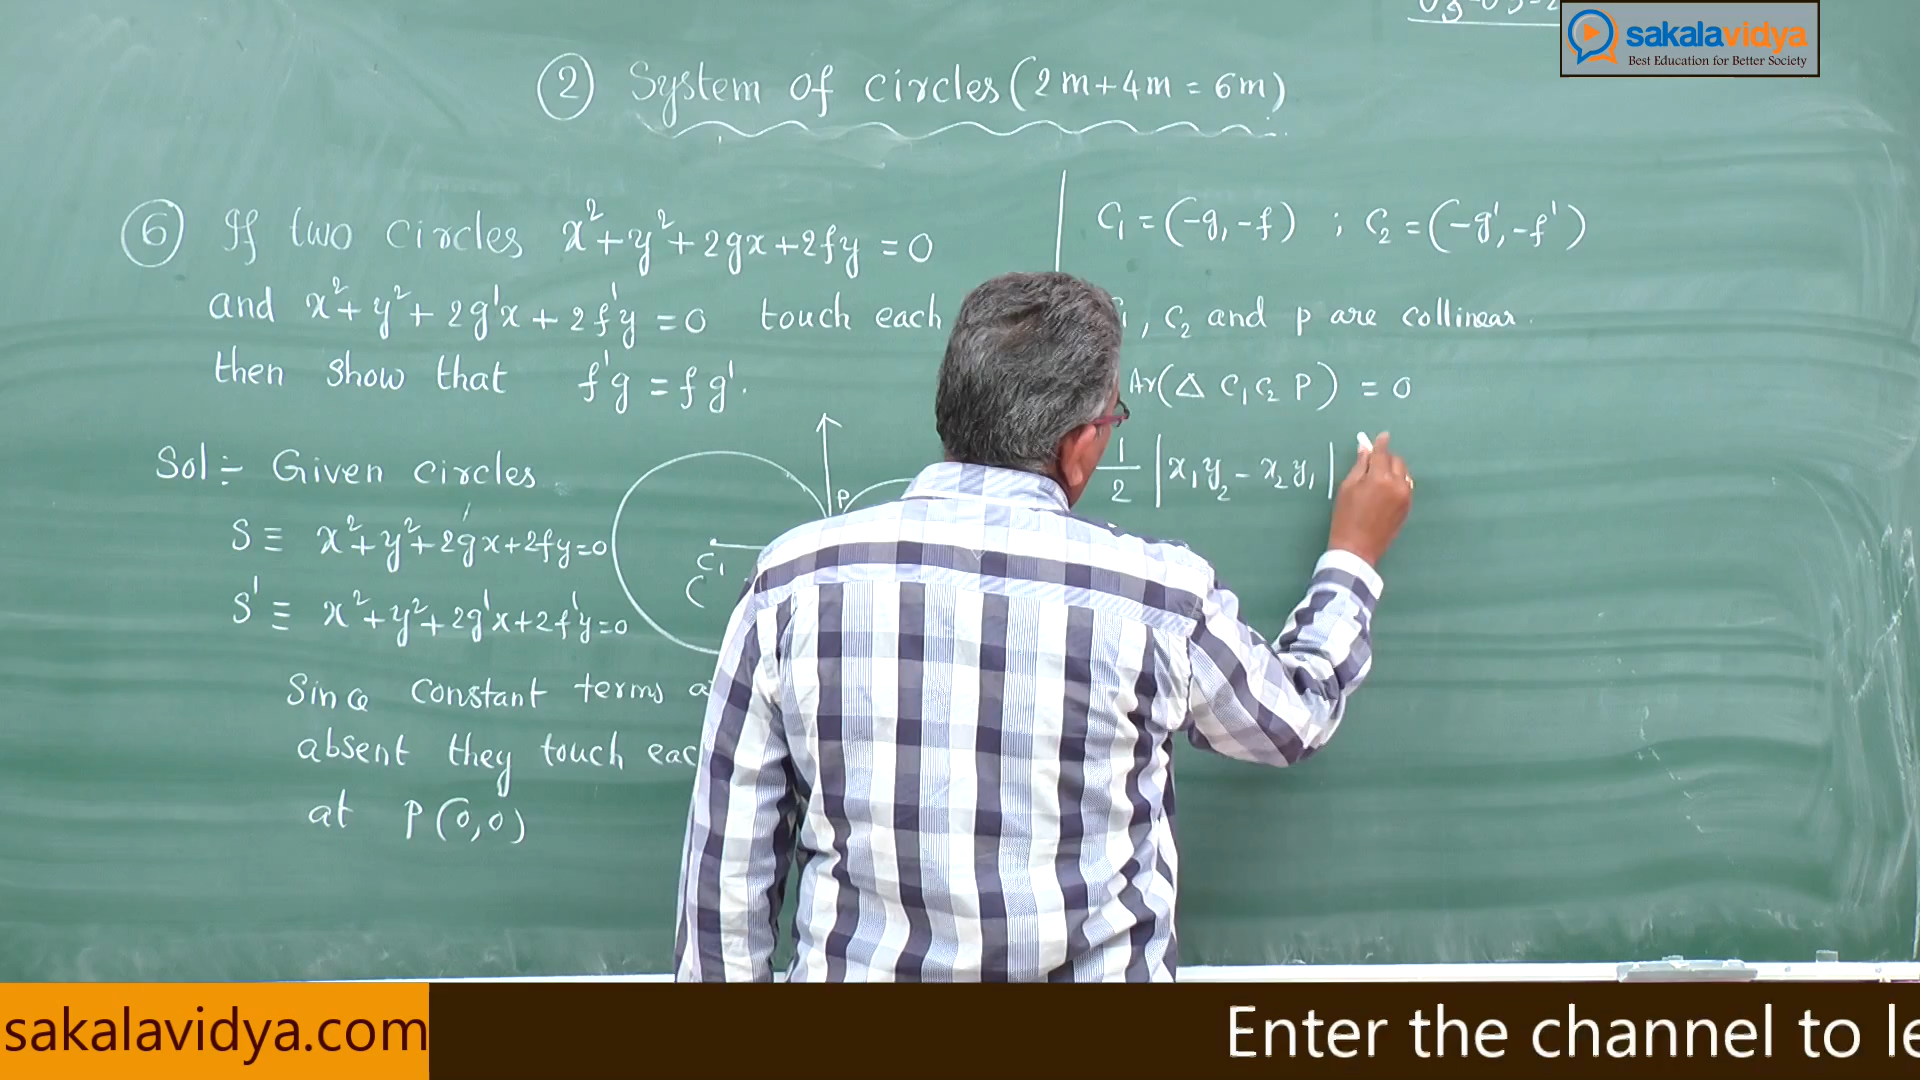 sakalavidya
Best Education for Better Society
② System of circles (2m+4m = 6m)
⑥ If two circles x²+y²+2gx+2fy = 0
and x²+y²+2g'x+2f'y = 0 touch each
then show that f'g = fg'.
Sol:- Given circles
S ≡ x²+y²+2gx+2fy=0
S' ≡ x²+y²+2g'x+2f'y=0
Since constant terms
absent they touch
at P(0,0)
P
C₁
C
C₁ = (-g,-f) ; C₂ = (-g',-f')
, C₂ and P are collinear.
Ar(△ C₁C₂ P) = 0
1/2 |x₁y₂ - x₂y₁|
sakalavidya.com
Enter the channel to